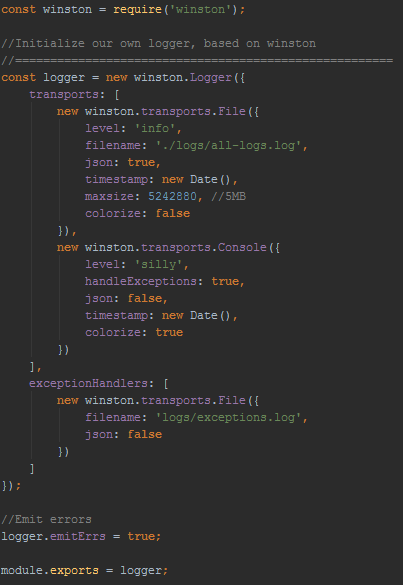 const winston = require('winston');

//Initialize our own logger, based on winston
//======================================================
const logger = new winston.Logger({
    transports: [
        new winston.transports.File({
            level: 'info',
            filename: './logs/all-logs.log',
            json: true,
            timestamp: new Date(),
            maxsize: 5242880, //5MB
            colorize: false
        }),
        new winston.transports.Console({
            level: 'silly',
            handleExceptions: true,
            json: false,
            timestamp: new Date(),
            colorize: true
        })
    ],
    exceptionHandlers: [
        new winston.transports.File({
            filename: 'logs/exceptions.log',
            json: false
        })
    ]
});

//Emit errors
logger.emitErrs = true;

module.exports = logger;